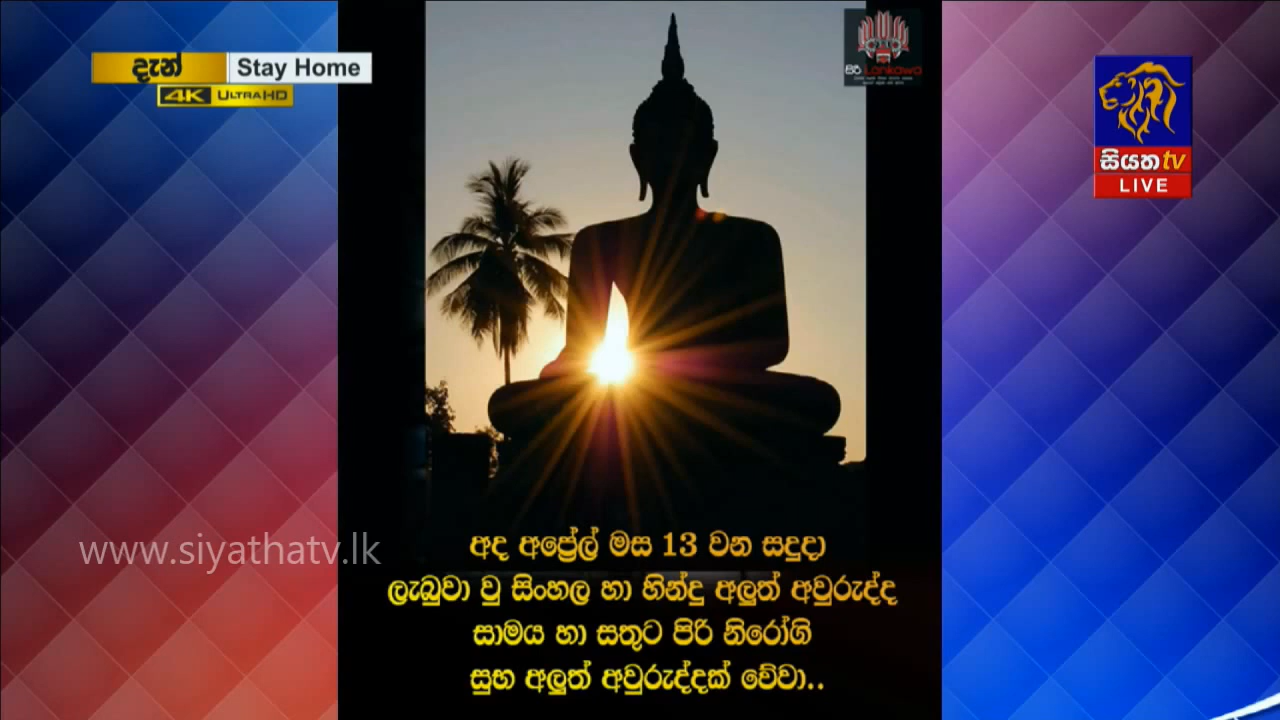 දැන්
Stay Home
4K ULTRA HD
සිරි Lankawa
සියත tv
LIVE
www.siyathatv.lk
අද අප්‍රේල් මස 13 වන සඳුදා
ලැබුවා වු සිංහල හා හින්දු අලුත් අවුරුද්ද
සාමය හා සතුට පිරි නිරෝගි
සුභ අලුත් අවුරුද්දක් වේවා..